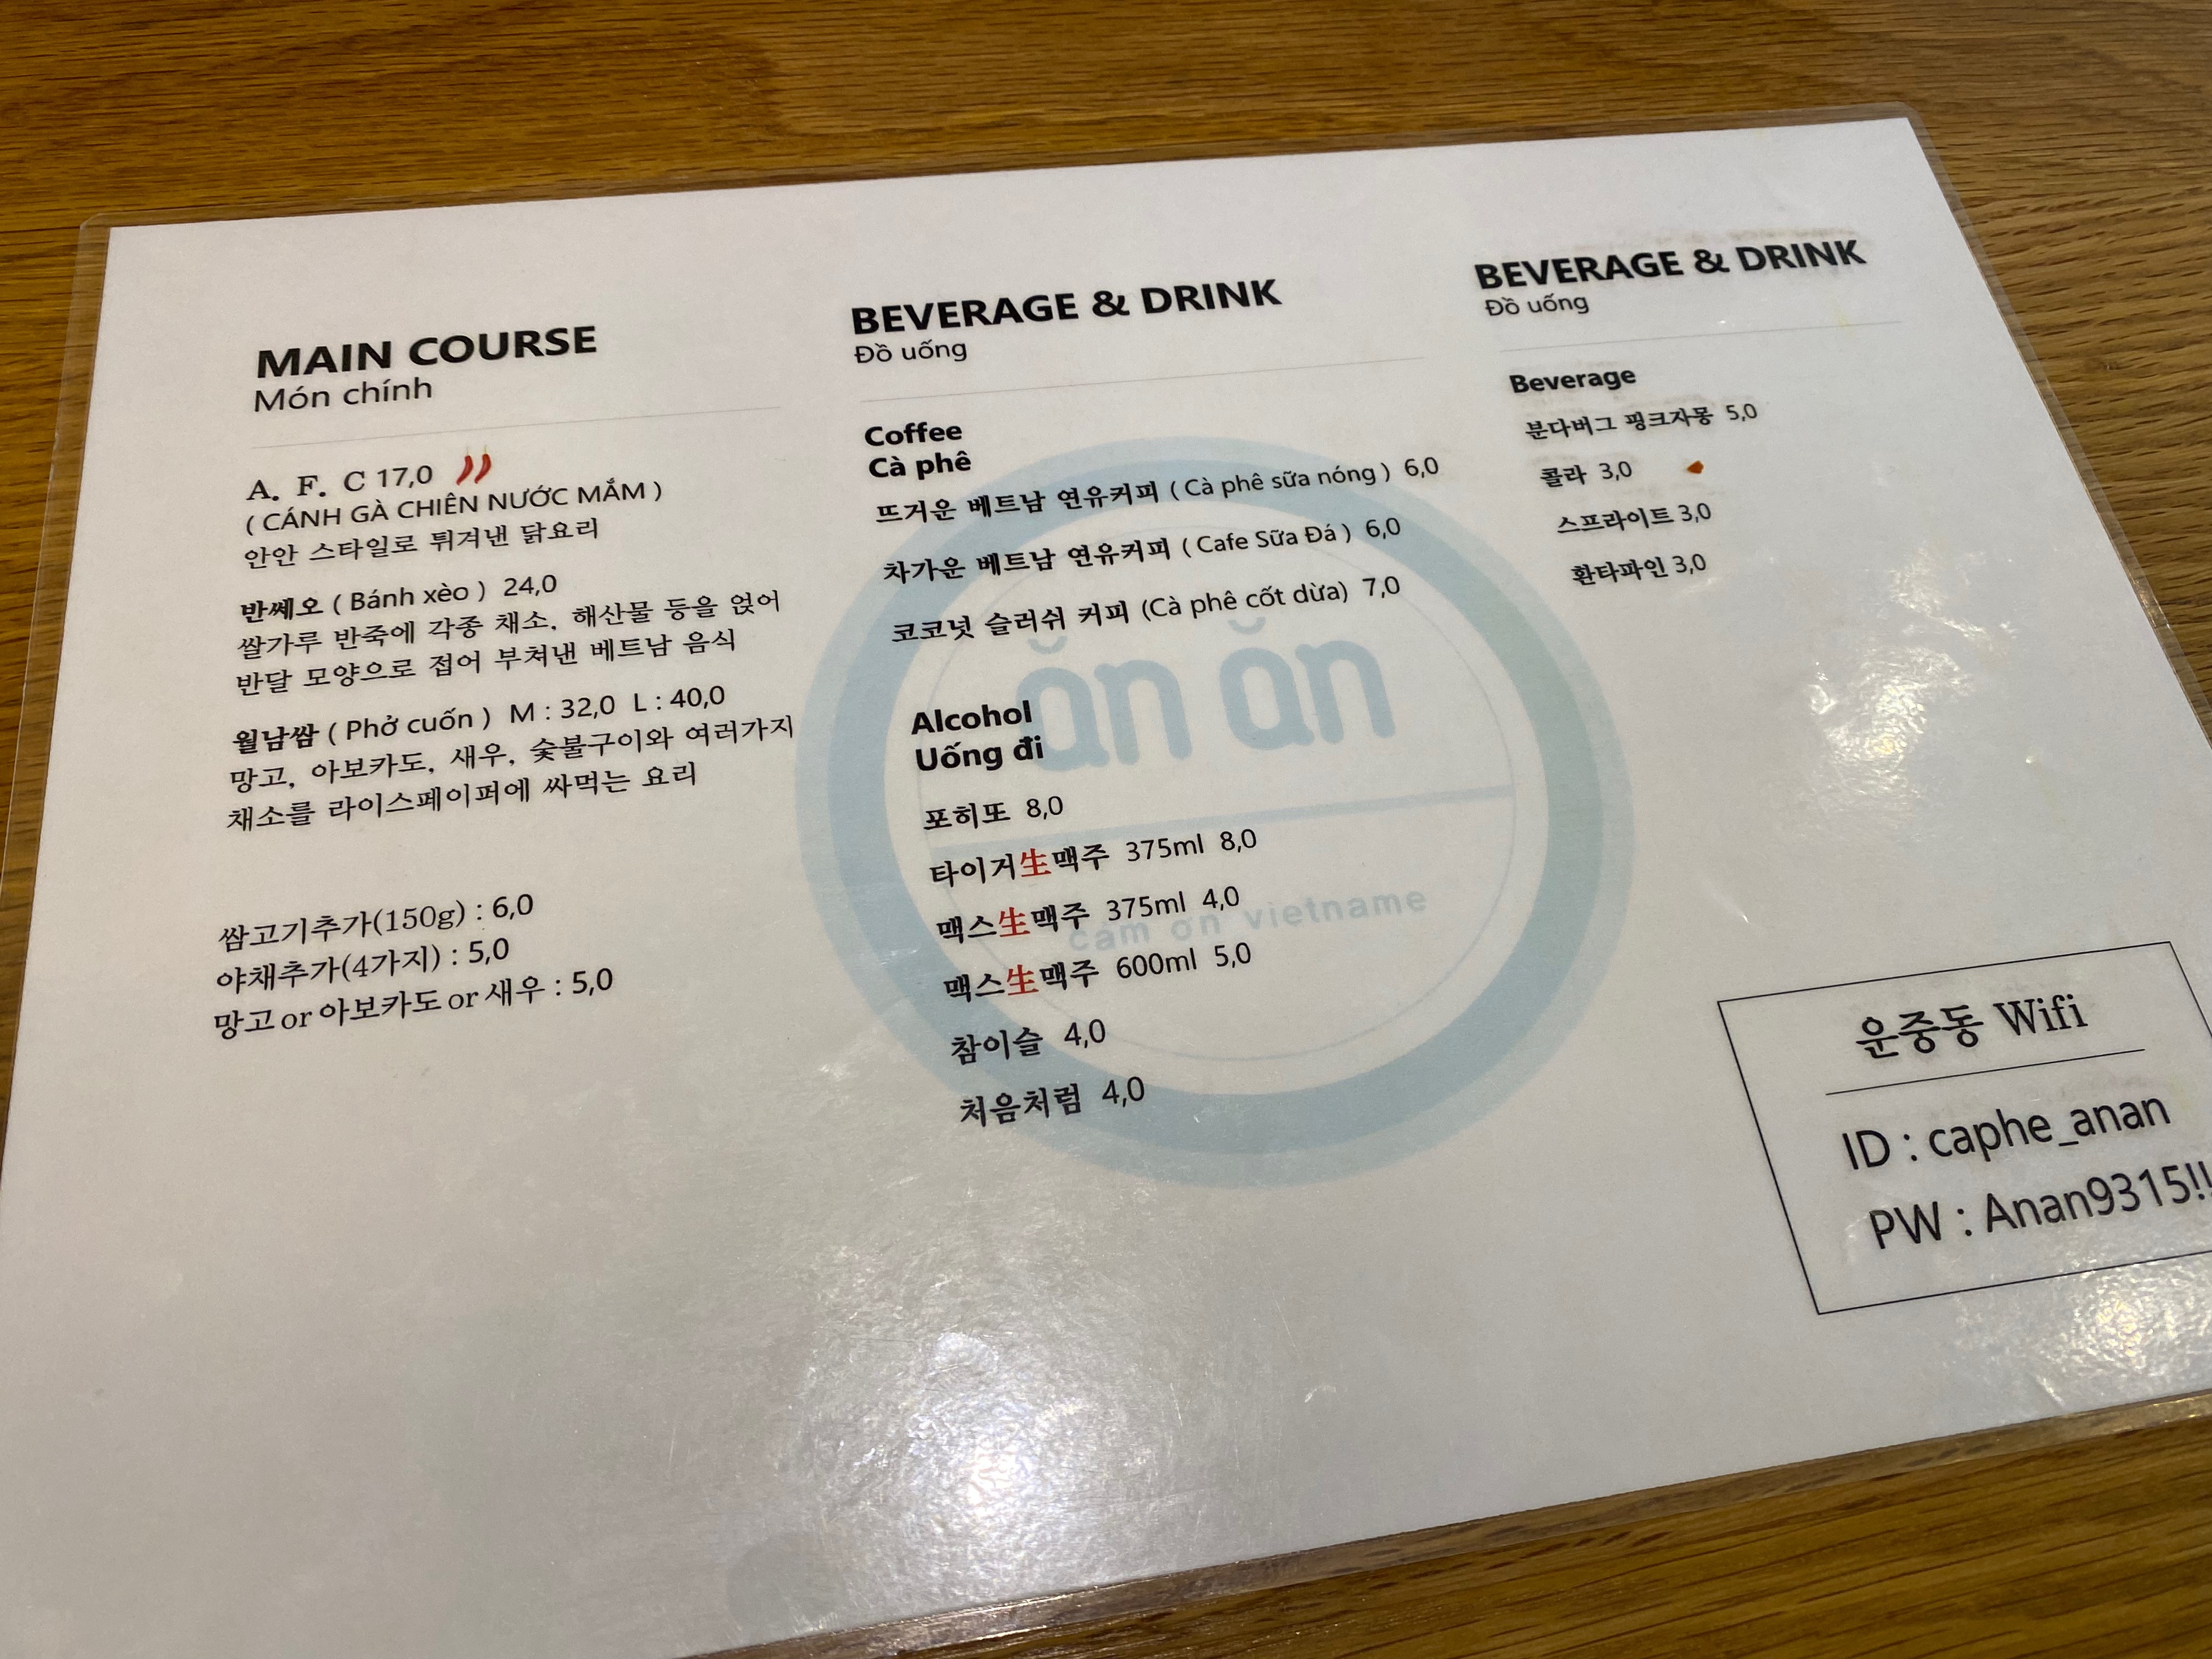 MAIN COURSE
Món chính
A. F. C 17,0
( CÁNH GÀ CHIÊN NƯỚC MẮM )
안안 스타일로 튀겨낸 닭요리
반쎄오 ( Bánh xèo ) 24,0
쌀가루 반죽에 각종 채소, 해산물 등을 얹어
반달 모양으로 접어 부쳐낸 베트남 음식
월남쌈 ( Phở cuốn ) M : 32,0 L : 40,0
망고, 아보카도, 새우, 숯불구이와 여러가지
채소를 라이스페이퍼에 싸먹는 요리
쌈고기추가(150g) : 6,0
야채추가(4가지) : 5,0
망고 or 아보카도 or 새우 : 5,0
BEVERAGE & DRINK
Đồ uống
Coffee
Cà phê
뜨거운 베트남 연유커피 ( Cà phê sữa nóng ) 6,0
차가운 베트남 연유커피 ( Cafe Sữa Đá ) 6,0
코코넛 슬러쉬 커피 (Cà phê cốt dừa) 7,0
ăn ăn
Alcohol
Uống đi
포히또 8,0
타이거生맥주 375ml 8,0
맥스生맥주 375ml 4,0
cảm ơn vietname
맥스生맥주 600ml 5,0
참이슬 4,0
처음처럼 4,0
BEVERAGE & DRINK
Đồ uống
Beverage
분다버그 핑크자몽 5,0
콜라 3,0
스프라이트 3,0
환타파인 3,0
운중동 Wifi
ID : caphe_anan
PW : Anan9315!!